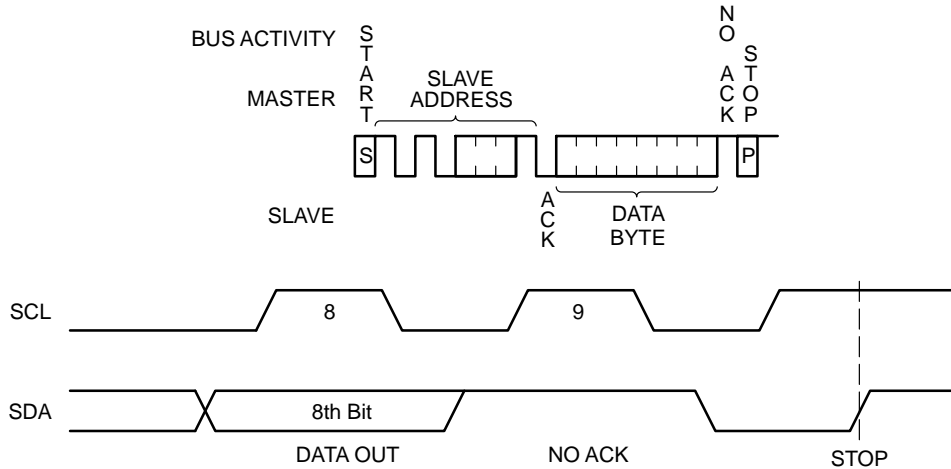 BUS ACTIVITY
MASTER
START
SLAVE
ADDRESS
NO ACK
STOP
S
P
SLAVE
ACK
DATA
BYTE
SCL
8
9
SDA
8th Bit
DATA OUT
NO ACK
STOP